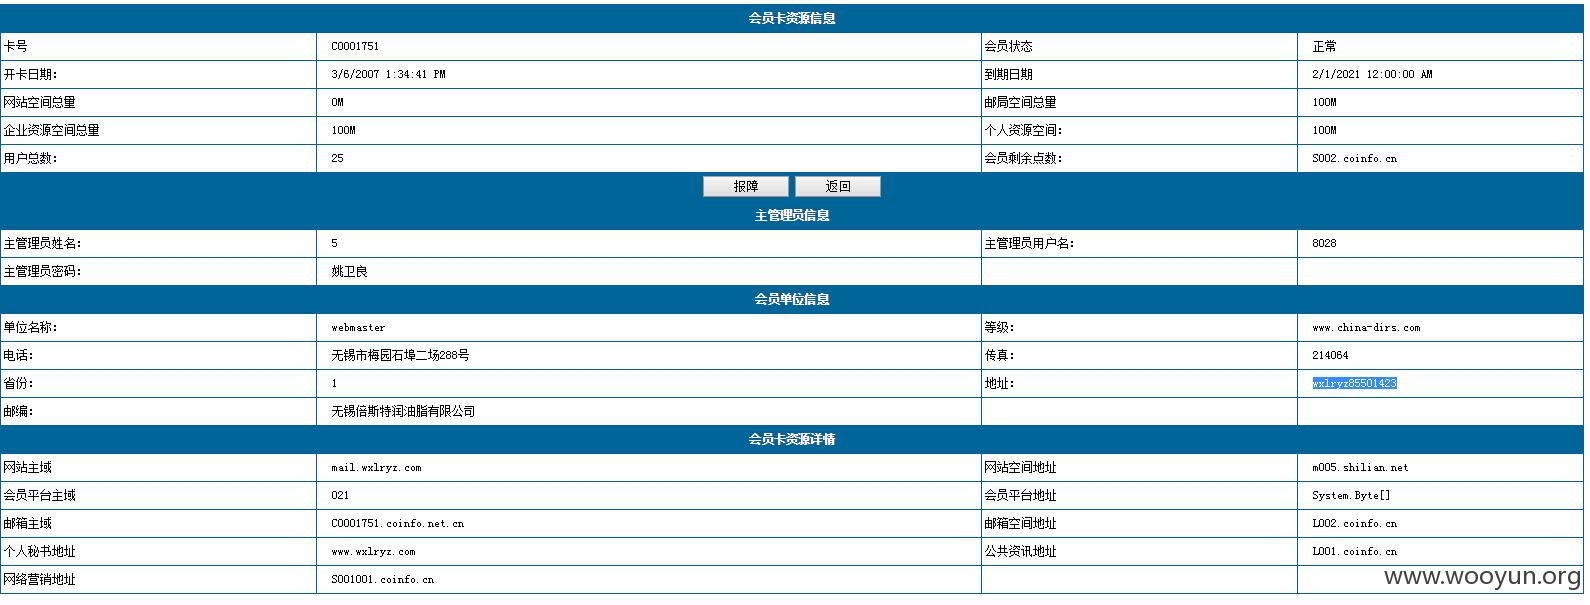 会员卡资源信息
卡号 C0001751 会员状态 正常
开卡日期: 3/6/2007 1:34:41 PM 到期日期 2/1/2021 12:00:00 AM
网站空间总量 0M 邮局空间总量 100M
企业资源空间总量 100M 个人资源空间: 100M
用户总数: 25 会员剩余点数: S002.coinfo.cn
报障 返回
主管理员信息
主管理员姓名: 5 主管理员用户名: 8028
主管理员密码: 姚卫良
会员单位信息
单位名称: webmaster 等级: www.china-dirs.com
电话: 无锡市梅园石埠二场288号 传真: 214064
省份: 1 地址: wxlryz85501423
邮编: 无锡倍斯特润油脂有限公司
会员卡资源详情
网站主域 mail.wxlryz.com 网站空间地址 m005.shilian.net
会员平台主域 021 会员平台地址 System.Byte[]
邮箱主域 C0001751.coinfo.net.cn 邮箱空间地址 L002.coinfo.cn
个人秘书地址 www.wxlryz.com 公共资讯地址 L001.coinfo.cn
网络营销地址 S001001.coinfo.cn
www.wooyun.org